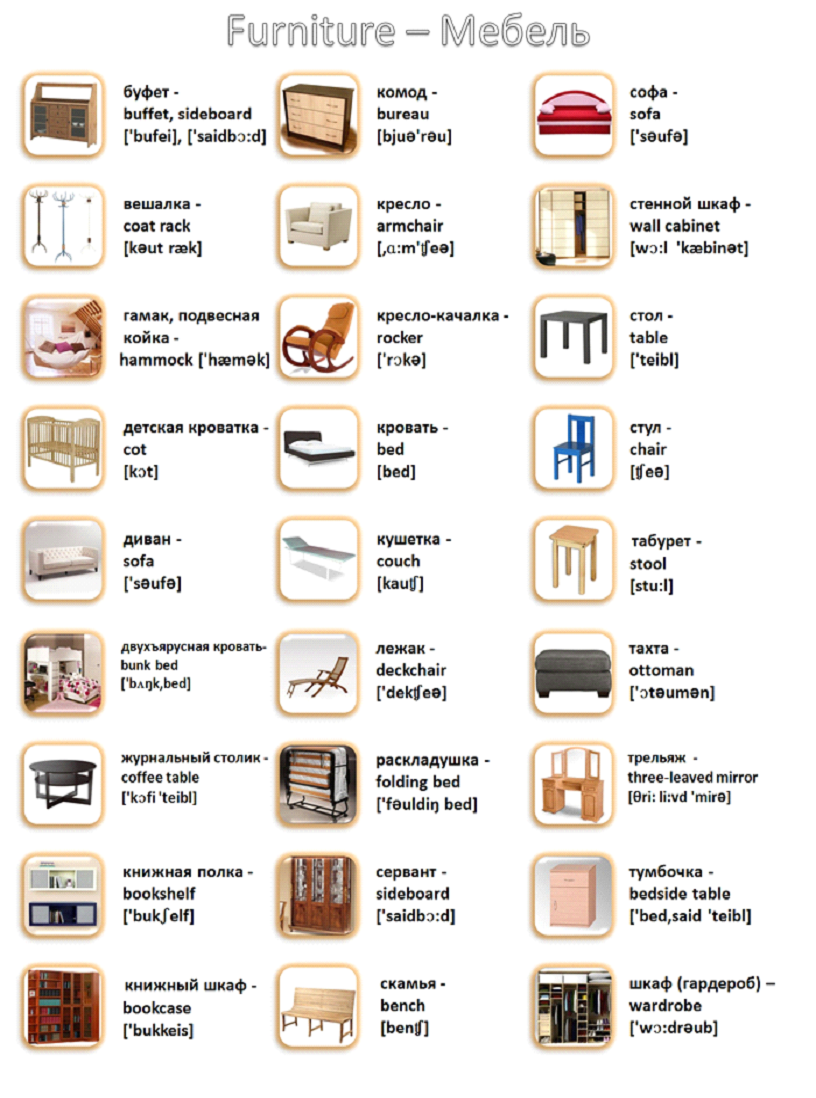 Furniture – Мебель
буфет -
buffet, sideboard
['bufei], ['saidbɔ:d]
комод -
bureau
[bjuə'rəu]
софа -
sofa
['səufə]
вешалка -
coat rack
[kəut ræk]
кресло -
armchair
[,ɑ:m'ʧeə]
стенной шкаф -
wall cabinet
[wɔ:l 'kæbinət]
гамак, подвесная
койка -
hammock ['hæmək]
кресло-качалка -
rocker
['rɔkə]
стол -
table
['teibl]
детская кроватка -
cot
[kɔt]
кровать -
bed
[bed]
стул -
chair
[ʧeə]
диван -
sofa
['səufə]
кушетка -
couch
[kauʧ]
табурет -
stool
[stu:l]
двухъярусная кровать-
bunk bed
['bʌŋk,bed]
лежак -
deckchair
['dekʧeə]
тахта -
ottoman
['ɔtəumən]
журнальный столик -
coffee table
['kɔfi 'teibl]
раскладушка -
folding bed
['fəuldiŋ bed]
трельяж -
three-leaved mirror
[θri: li:vd 'mirə]
книжная полка -
bookshelf
['bukʃelf]
сервант -
sideboard
['saidbɔ:d]
тумбочка -
bedside table
['bed,said 'teibl]
книжный шкаф -
bookcase
['bukkeis]
скамья -
bench
[benʧ]
шкаф (гардероб) –
wardrobe
['wɔ:drəub]